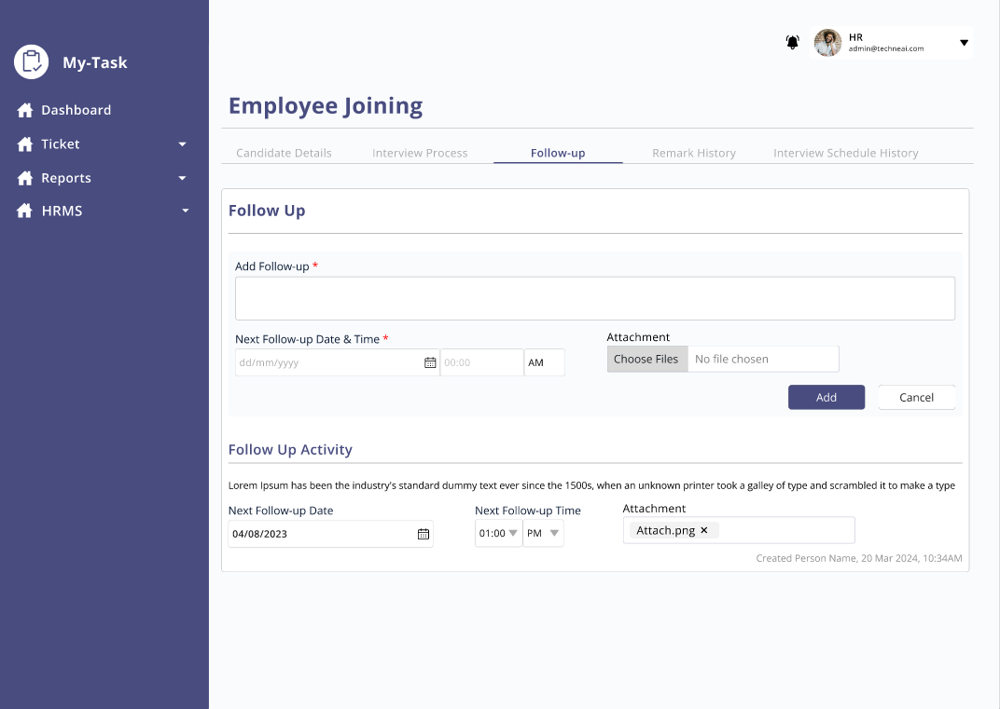 HR
admin@techneai.com
My-Task
Dashboard
Ticket
Reports
HRMS
Employee Joining
Candidate Details Interview Process Follow-up Remark History Interview Schedule History
Follow Up
Add Follow-up *
Next Follow-up Date & Time * Attachment
dd/mm/yyyy 00:00 AM Choose Files No file chosen
Add Cancel
Follow Up Activity
Lorem Ipsum has been the industry's standard dummy text ever since the 1500s, when an unknown printer took a galley of type and scrambled it to make a type
Next Follow-up Date Next Follow-up Time Attachment
04/08/2023 01:00 PM Attach.png ×
Created Person Name, 20 Mar 2024, 10:34AM